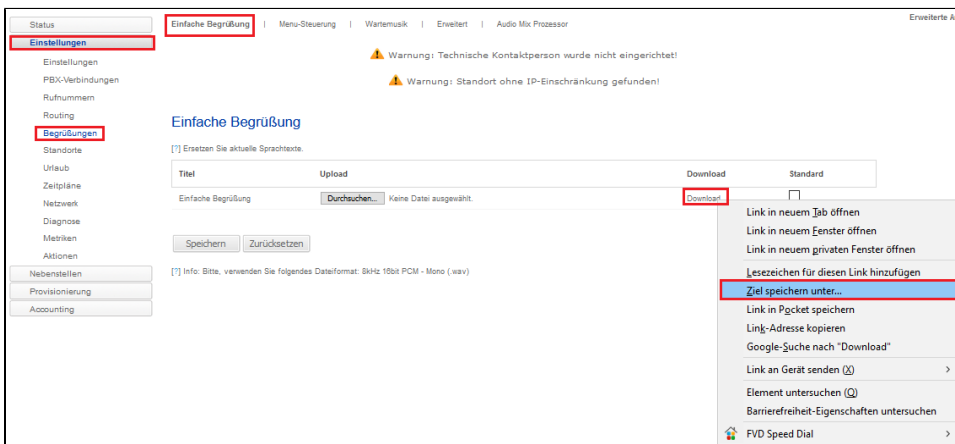 Status
Einstellungen
Einstellungen
PBX-Verbindungen
Rufnummern
Routing
Begrüßungen
Standorte
Urlaub
Zeitpläne
Netzwerk
Diagnose
Metriken
Aktionen
Nebenstellen
Provisionierung
Accounting
Einfache Begrüßung | Menu-Steuerung | Wartemusik | Erweitert | Audio Mix Prozessor
Erweiterte A
Warnung: Technische Kontaktperson wurde nicht eingerichtet!
Warnung: Standort ohne IP-Einschränkung gefunden!
Einfache Begrüßung
[?] Ersetzen Sie aktuelle Sprachtexte.
Titel Upload Download Standard
Einfache Begrüßung Durchsuchen... Keine Datei ausgewählt. Download...
Speichern Zurücksetzen
[?] Info: Bitte, verwenden Sie folgendes Dateiformat: 8kHz 16bit PCM - Mono (.wav)
Link in neuem Tab öffnen
Link in neuem Fenster öffnen
Link in neuem privaten Fenster öffnen
Lesezeichen für diesen Link hinzufügen
Ziel speichern unter...
Link in Pocket speichern
Link-Adresse kopieren
Google-Suche nach "Download"
Link an Gerät senden (X)
Element untersuchen (Q)
Barrierefreiheit-Eigenschaften untersuchen
FVD Speed Dial